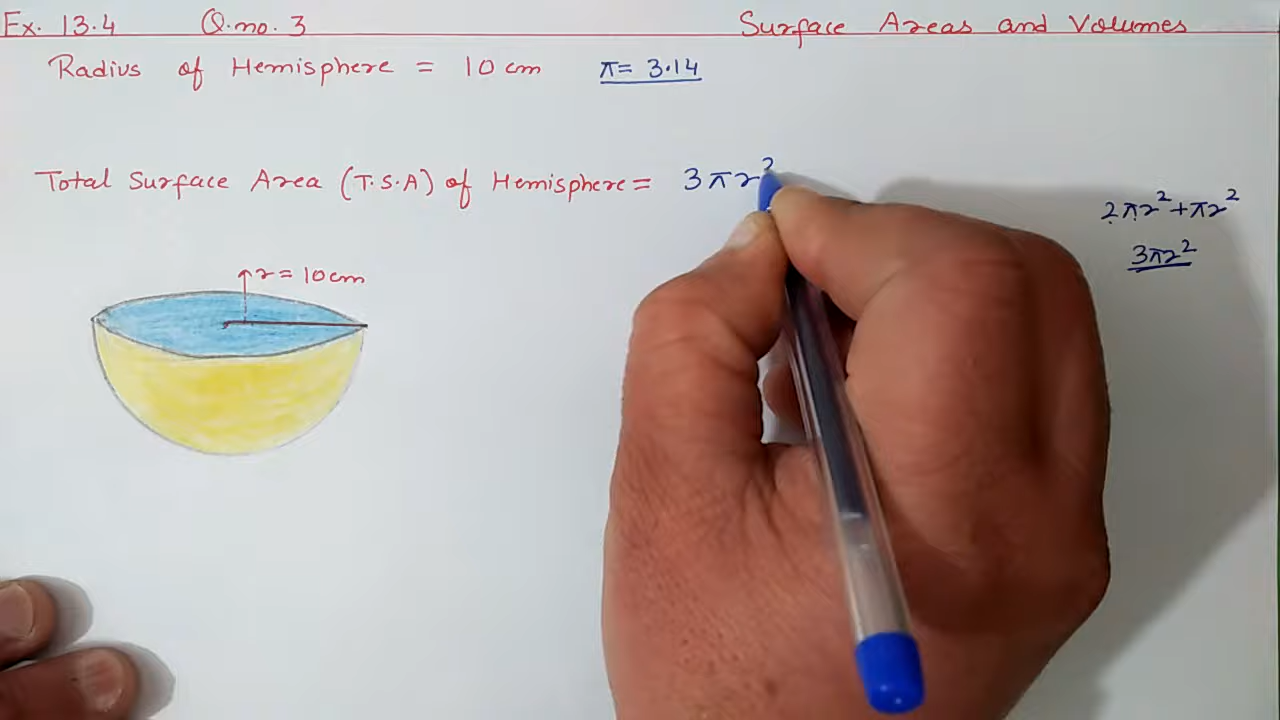 Ex. 13.4 Q.no. 3 Surface Areas and Volumes
Radius of Hemisphere = 10 cm π = 3.14
Total Surface Area (T.S.A) of Hemisphere = 3πr²
2πr² + πr²
3πr²
r = 10cm